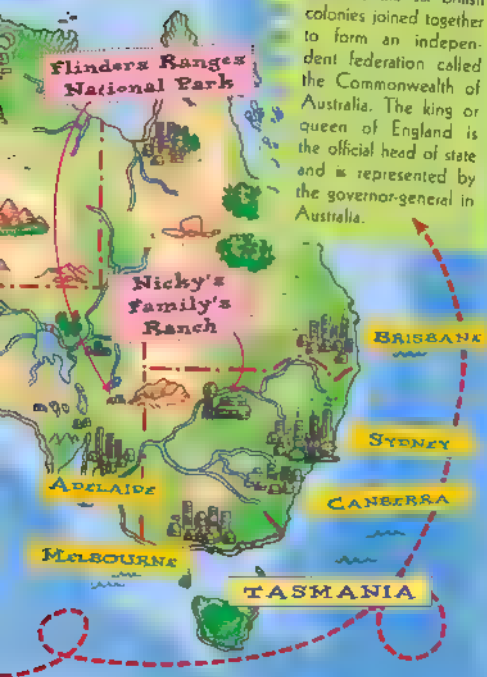 colonies joined together
to form an indepen-
dent federation called
the Commonwealth of
Australia. The king or
queen of England is
the official head of state
and is represented by
the governor-general in
Australia.
Flinders Ranges
National Park
Nicky's
Family's
Ranch
BRISBANE
SYDNEY
ADELAIDE
CANBERRA
MELBOURNE
TASMANIA